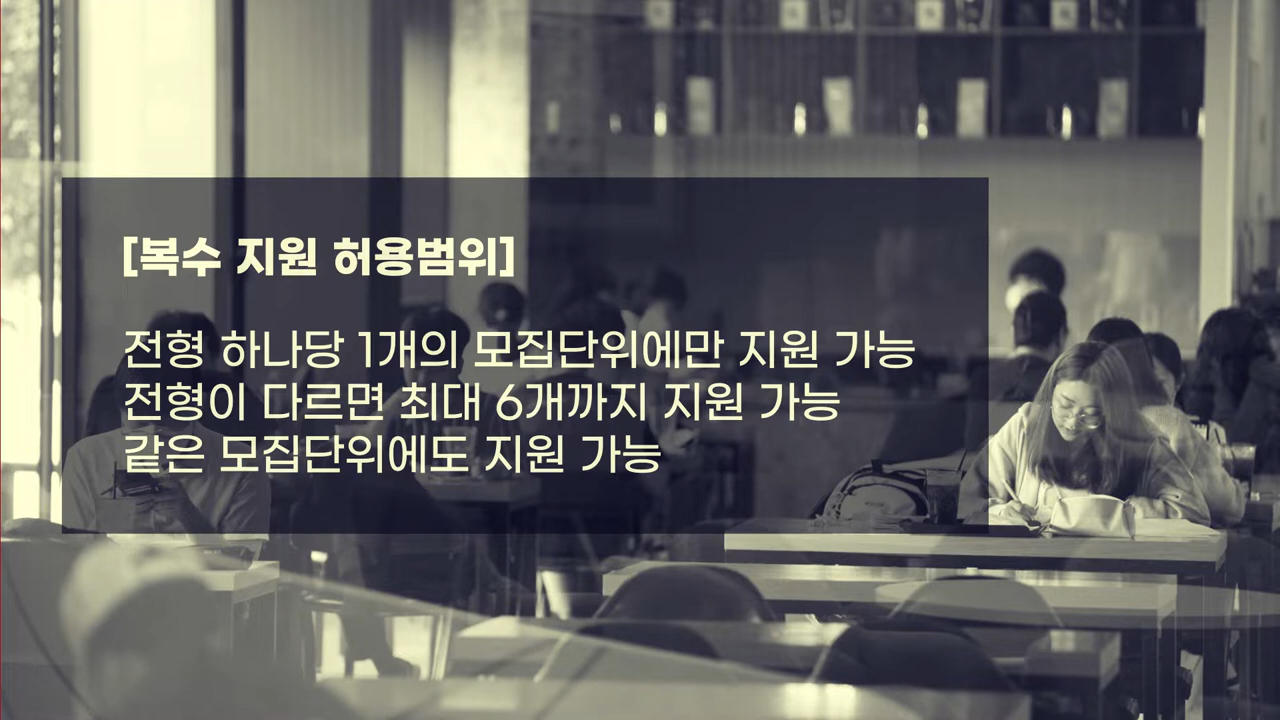 [복수 지원 허용범위]
전형 하나당 1개의 모집단위에만 지원 가능
전형이 다르면 최대 6개까지 지원 가능
같은 모집단위에도 지원 가능